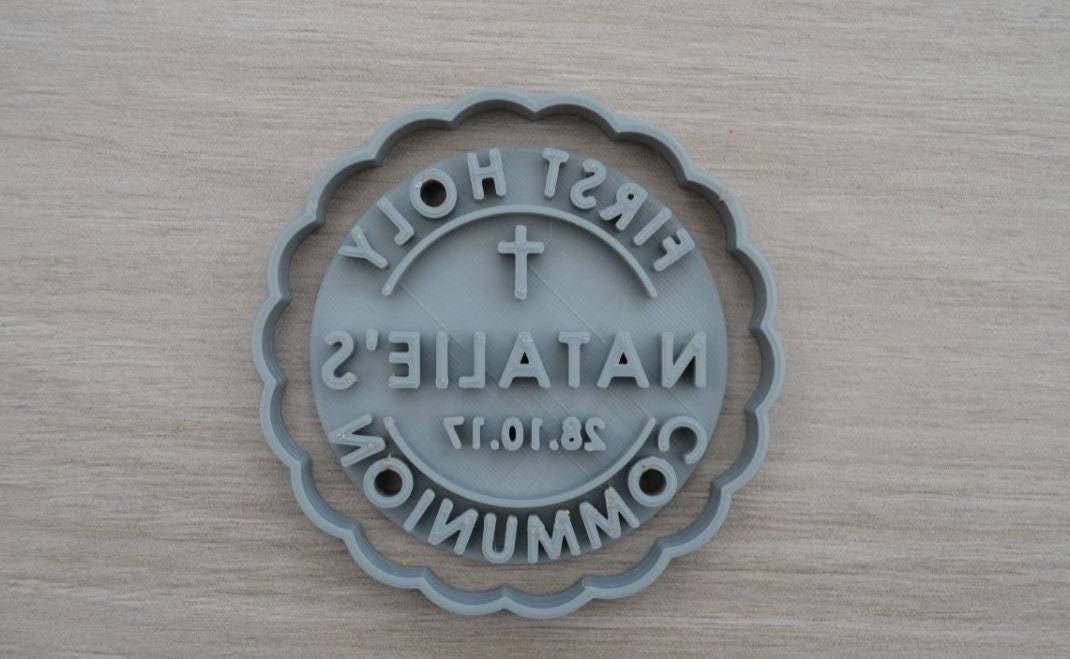 FIRST HOLY
NATALIE'S
28.10.17
COMMUNION